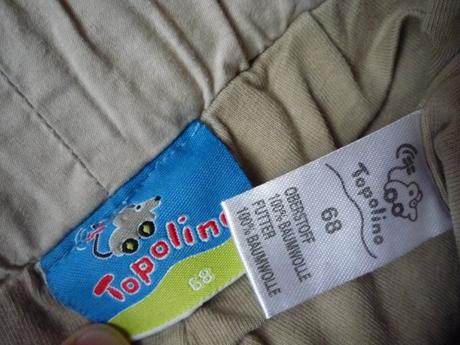 Topolino
68
Topolino
68
OBERSTOFF
100% BAUMWOLLE
FUTTER
100% BAUMWOLLE